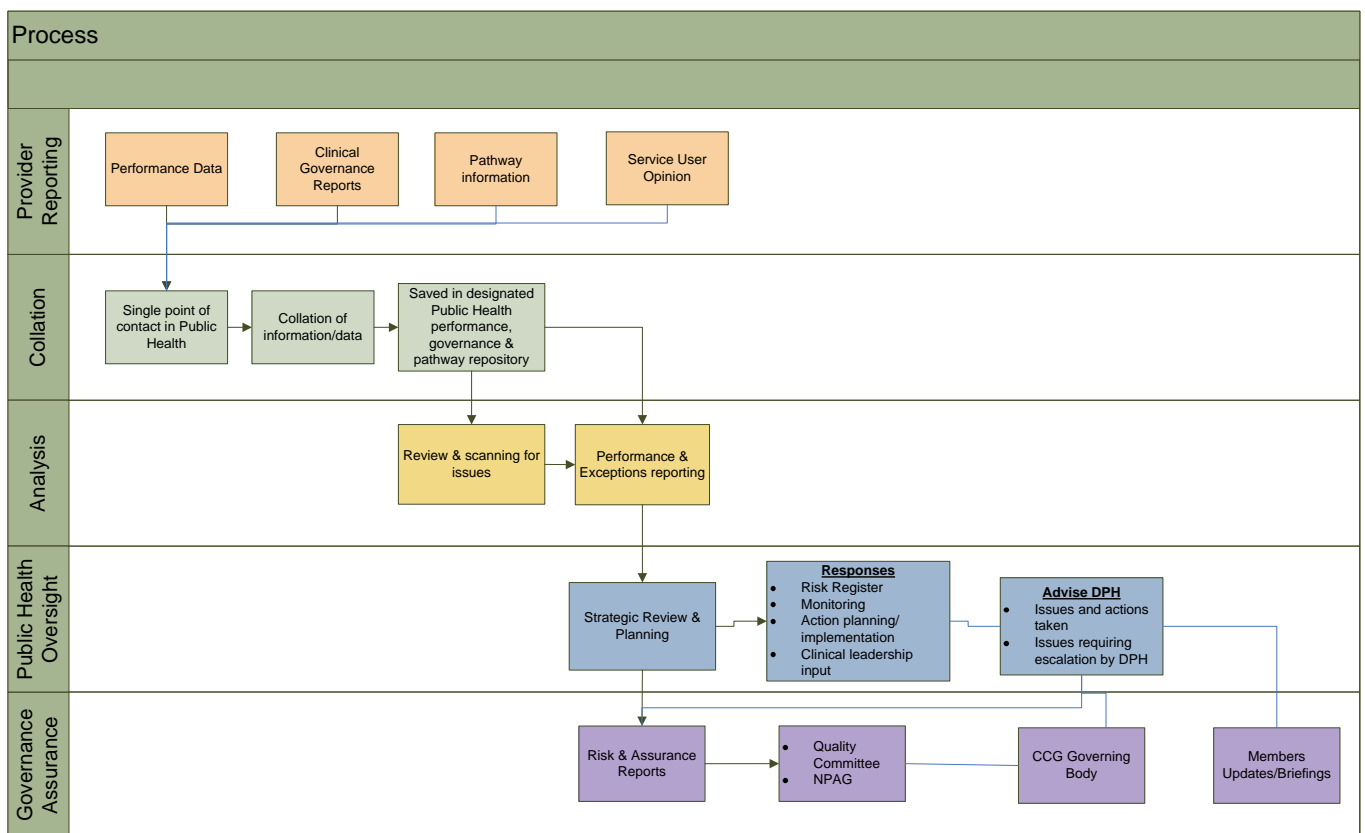 Process
Provider
Reporting
Performance Data
Clinical
Governance
Reports
Pathway
information
Service User
Opinion
Collation
Single point of
contact in Public
Health
Collation of
information/data
Saved in designated
Public Health
performance,
governance &
pathway repository
Analysis
Review & scanning for
issues
Performance &
Exceptions reporting
Public Health
Oversight
Strategic Review &
Planning
Responses
• Risk Register
• Monitoring
• Action planning/
implementation
• Clinical leadership
input
Advise DPH
• Issues and actions
taken
• Issues requiring
escalation by DPH
Governance
Assurance
Risk & Assurance
Reports
• Quality
Committee
• NPAG
CCG Governing
Body
Members
Updates/Briefings